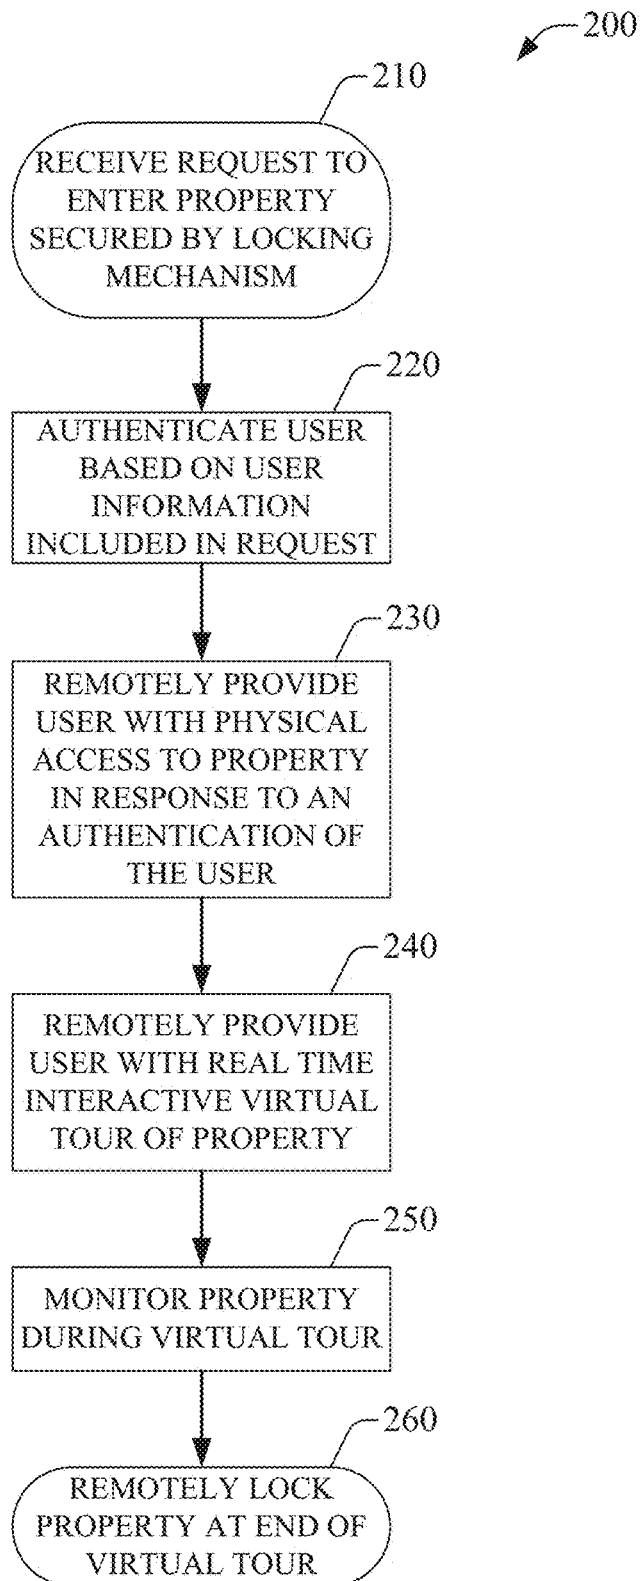 200
210
RECEIVE REQUEST TO
ENTER PROPERTY
SECURED BY LOCKING
MECHANISM
220
AUTHENTICATE USER
BASED ON USER
INFORMATION
INCLUDED IN REQUEST
230
REMOTELY PROVIDE
USER WITH PHYSICAL
ACCESS TO PROPERTY
IN RESPONSE TO AN
AUTHENTICATION OF
THE USER
240
REMOTELY PROVIDE
USER WITH REAL TIME
INTERACTIVE VIRTUAL
TOUR OF PROPERTY
250
MONITOR PROPERTY
DURING VIRTUAL TOUR
260
REMOTELY LOCK
PROPERTY AT END OF
VIRTUAL TOUR